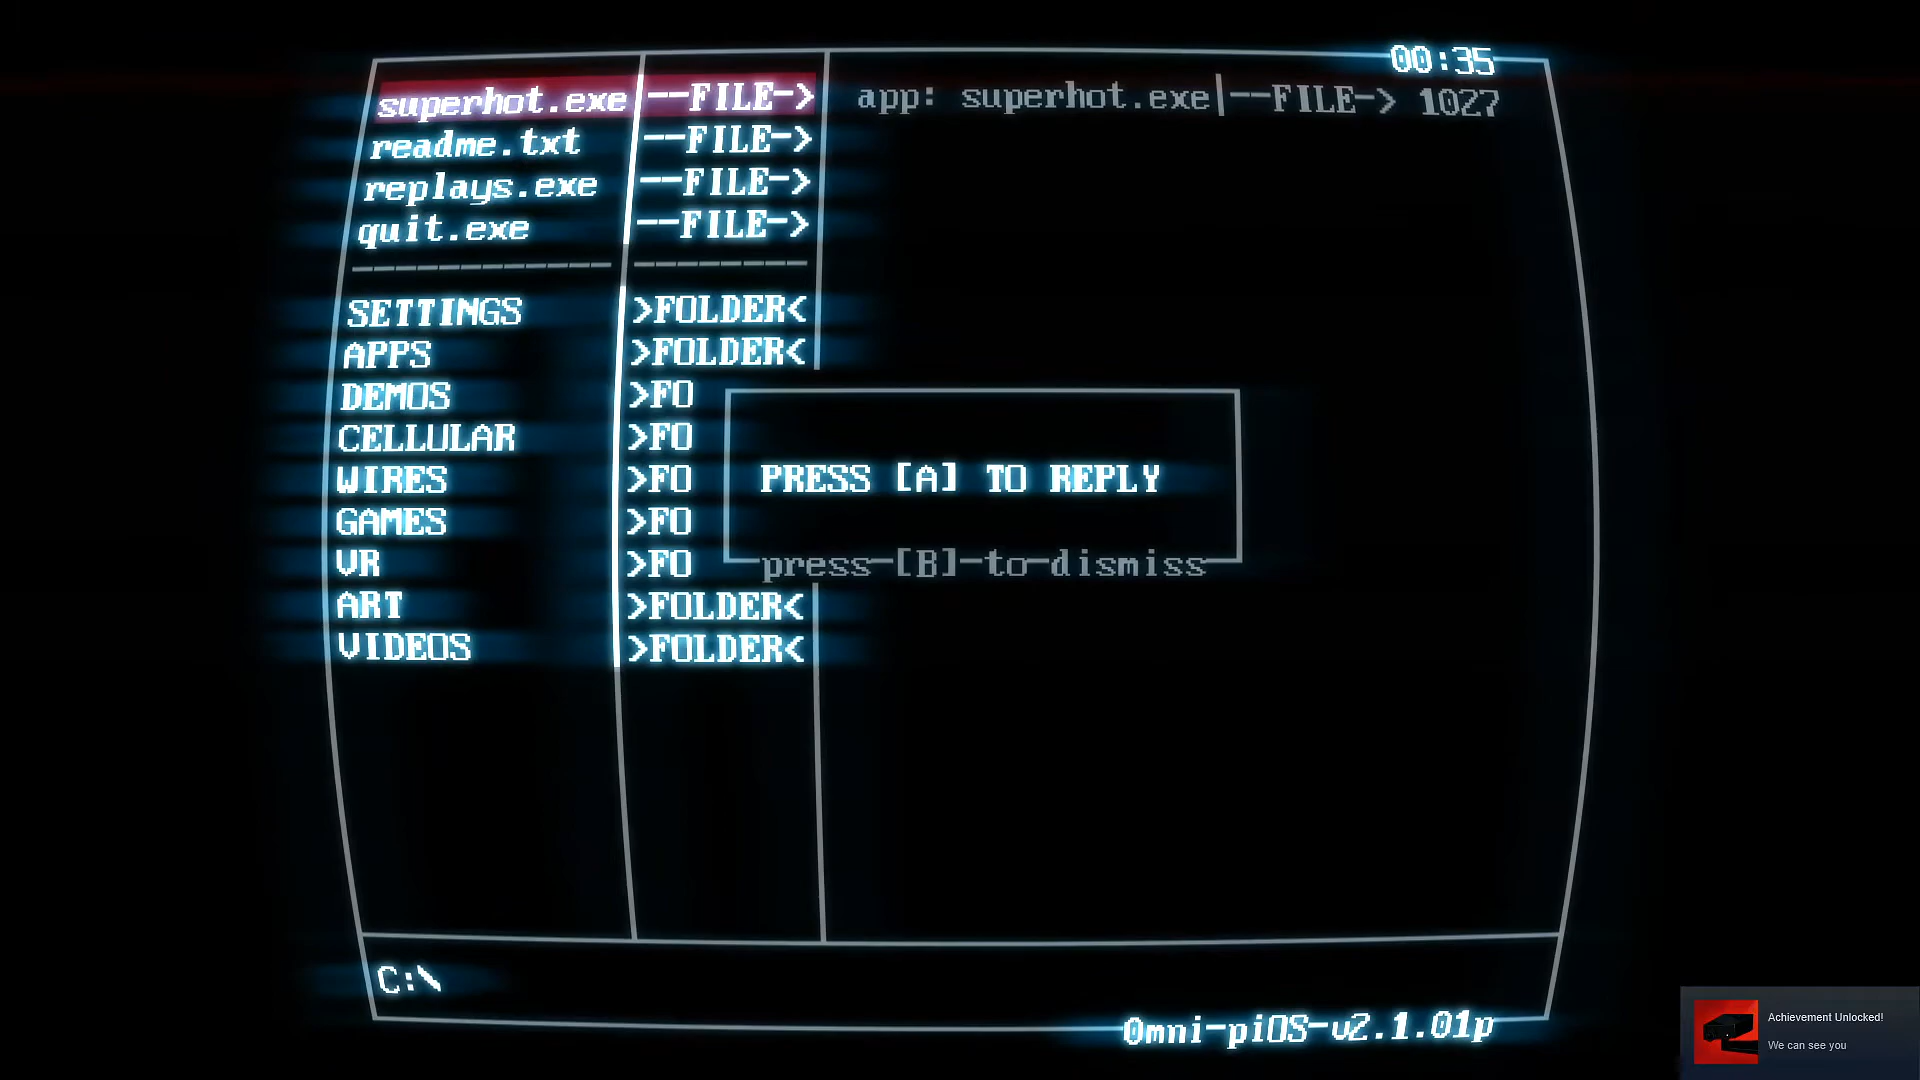 00:35
superhot.exe --FILE-> app: superhot.exe|--FILE-> 1027
readme.txt --FILE->
replays.exe --FILE->
quit.exe --FILE->
SETTINGS >FOLDER<
APPS >FOLDER<
DEMOS >FO
CELLULAR >FO
WIRES >FO
GAMES >FO
VR >FO
ART >FOLDER<
VIDEOS >FOLDER<
PRESS [A] TO REPLY
press-[B]-to-dismiss
C:\
0mni-piOS-v2.1.01p
Achievement Unlocked!
We can see you